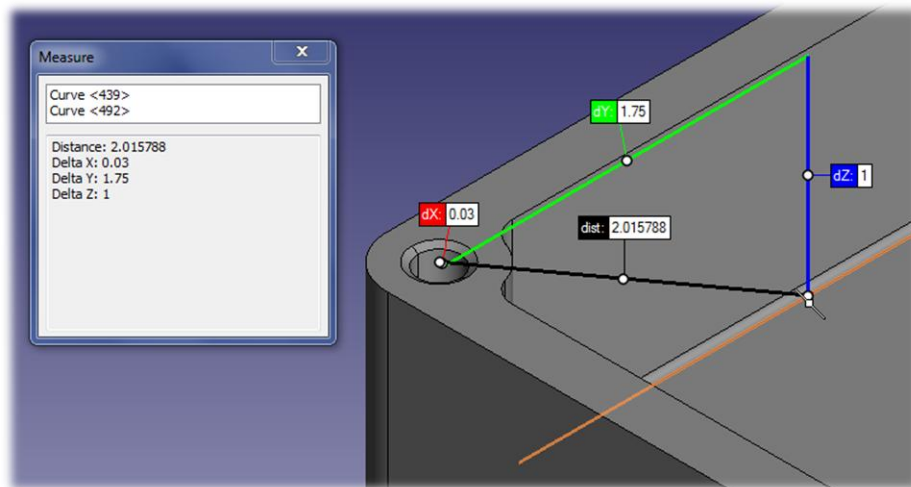 Measure
Curve <439>
Curve <492>
Distance: 2.015788
Delta X: 0.03
Delta Y: 1.75
Delta Z: 1
dY: 1.75
dZ: 1
dX: 0.03
dist: 2.015788